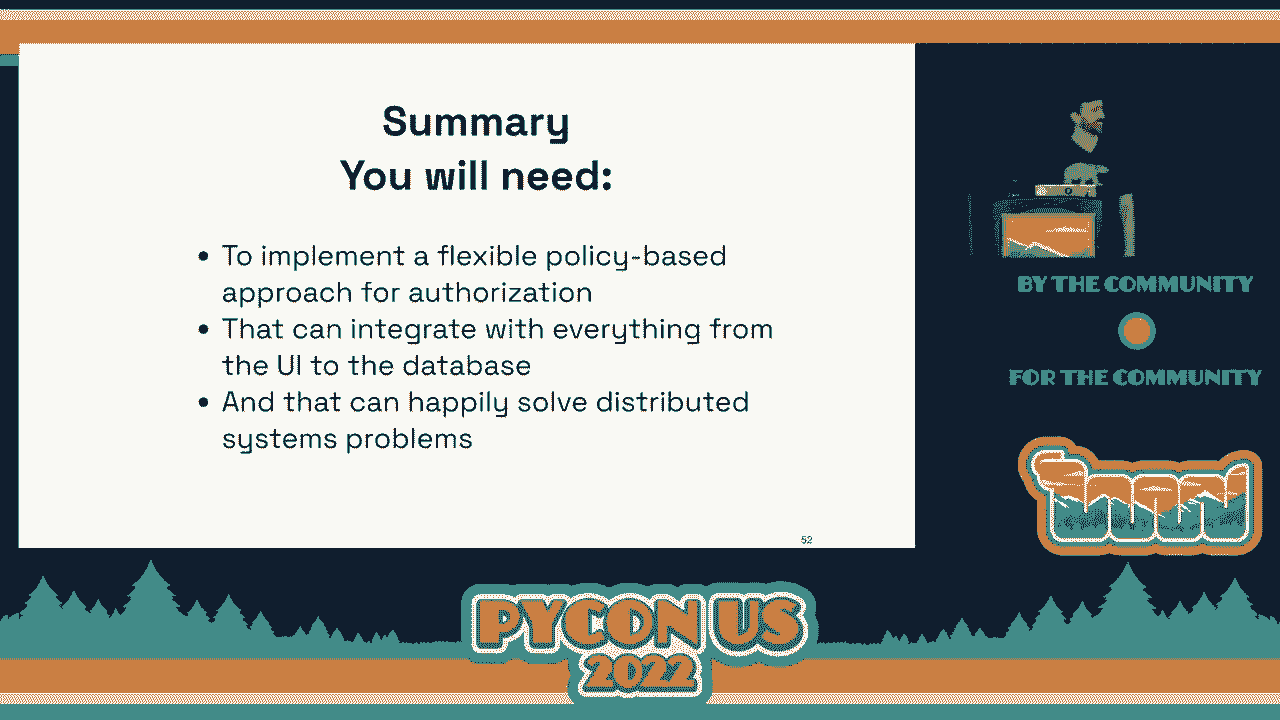 Summary
You will need:
• To implement a flexible policy-based
approach for authorization
• That can integrate with everything from
the UI to the database
• And that can happily solve distributed
systems problems
52
BY THE COMMUNITY
FOR THE COMMUNITY
PYCON US
2022